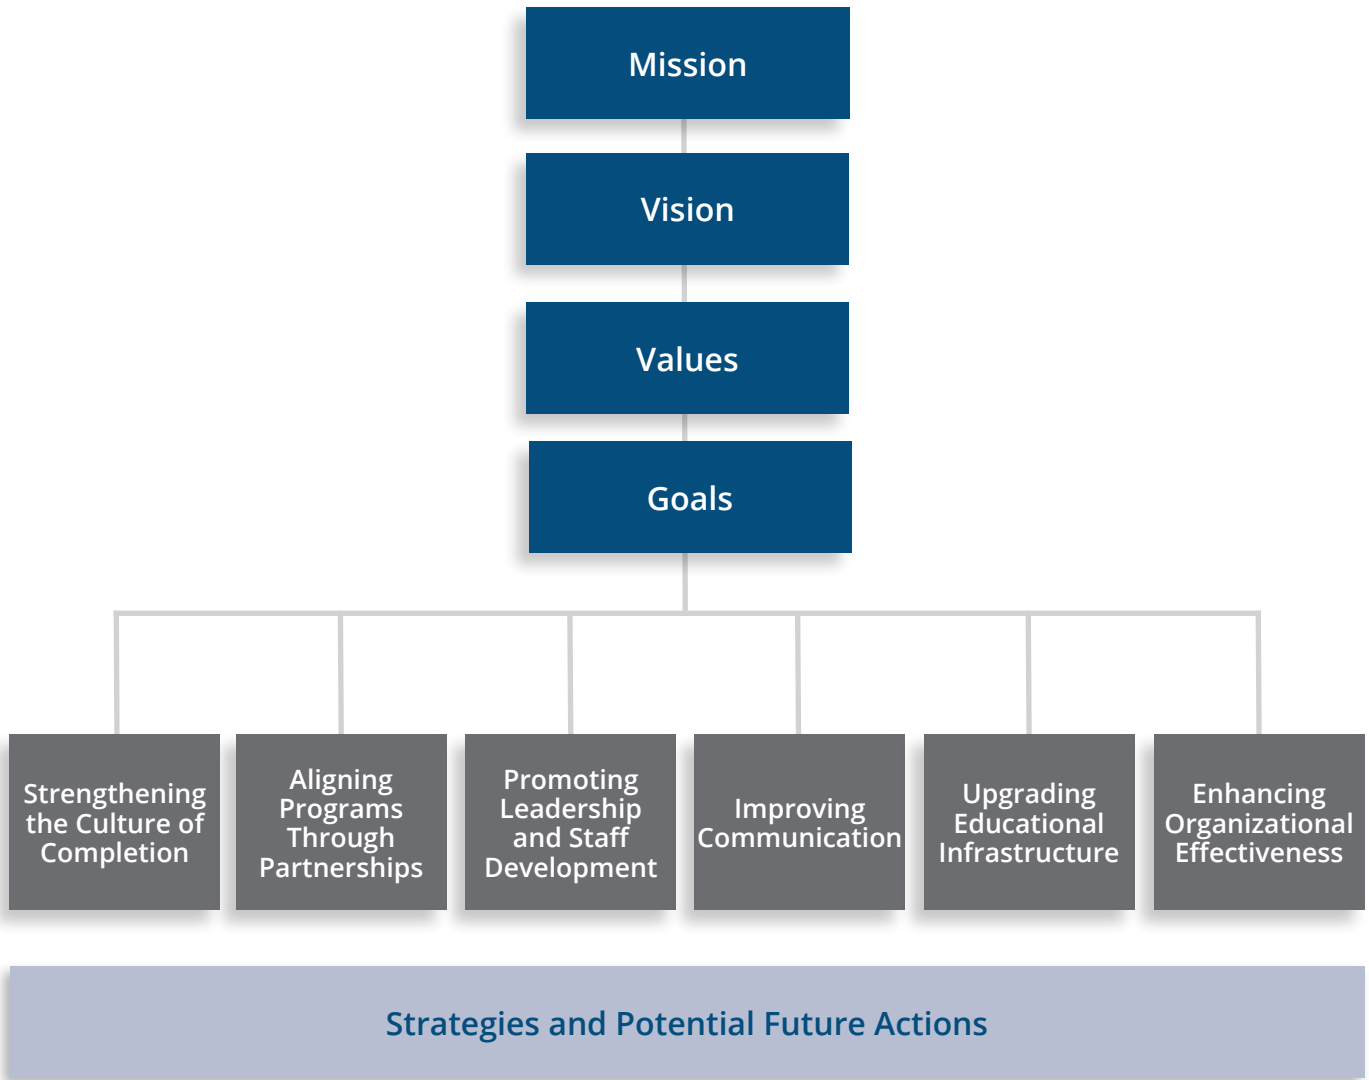 Mission
Vision
Values
Goals
Strengthening
the Culture of
Completion
Aligning
Programs
Through
Partnerships
Promoting
Leadership
and Staff
Development
Improving
Communication
Upgrading
Educational
Infrastructure
Enhancing
Organizational
Effectiveness
Strategies and Potential Future Actions